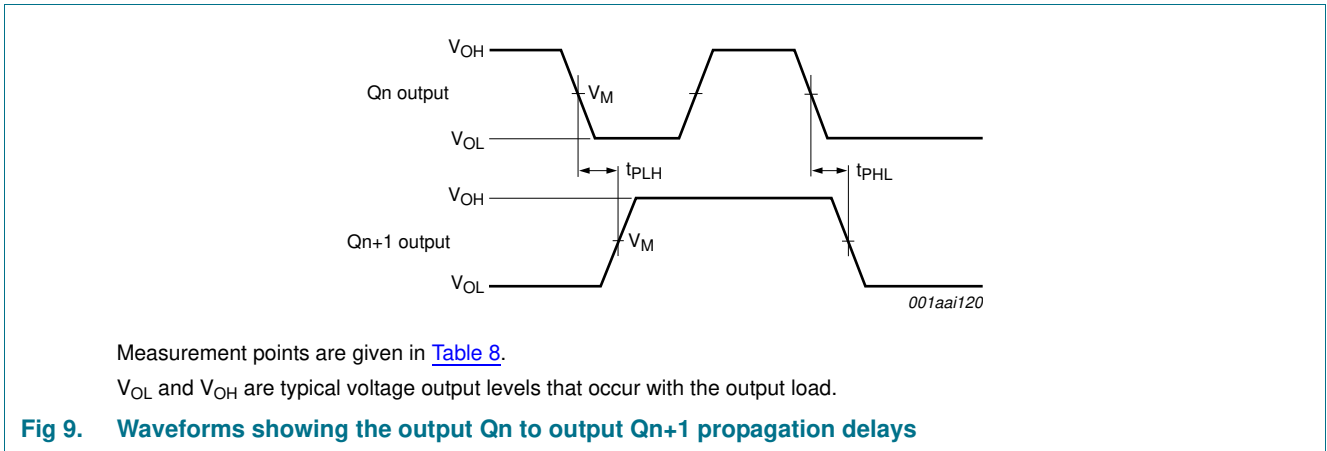 VOH
Qn output
VM
VOL
tPLH
tPHL
VOH
Qn+1 output
VM
VOL
001aai120
Measurement points are given in Table 8.
VOL and VOH are typical voltage output levels that occur with the output load.
Fig 9. Waveforms showing the output Qn to output Qn+1 propagation delays